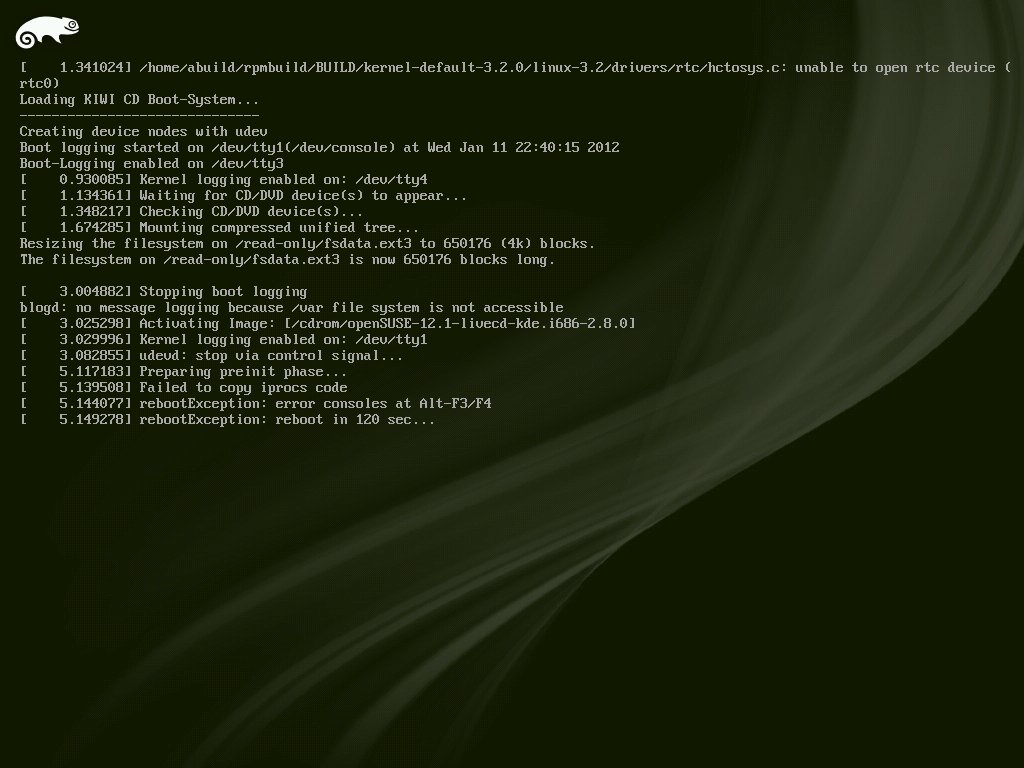 [    1.341024] /home/abuild/rpmbuild/BUILD/kernel-default-3.2.0/linux-3.2/drivers/rtc/hctosys.c: unable to open rtc device (
rtc0)
Loading KIWI CD Boot-System...
------------------------------
Creating device nodes with udev
Boot logging started on /dev/tty1(/dev/console) at Wed Jan 11 22:40:15 2012
Boot-Logging enabled on /dev/tty3
[    0.930085] Kernel logging enabled on: /dev/tty4
[    1.134361] Waiting for CD/DVD device(s) to appear...
[    1.348217] Checking CD/DVD device(s)...
[    1.674285] Mounting compressed unified tree...
Resizing the filesystem on /read-only/fsdata.ext3 to 650176 (4k) blocks.
The filesystem on /read-only/fsdata.ext3 is now 650176 blocks long.
[    3.004882] Stopping boot logging
blogd: no message logging because /var file system is not accessible
[    3.025298] Activating Image: [/cdrom/openSUSE-12.1-livecd-kde.i686-2.8.0]
[    3.029996] Kernel logging enabled on: /dev/tty1
[    3.082855] udevd: stop via control signal...
[    5.117183] Preparing preinit phase...
[    5.139508] Failed to copy iprocs code
[    5.144077] rebootException: error consoles at Alt-F3/F4
[    5.149278] rebootException: reboot in 120 sec...